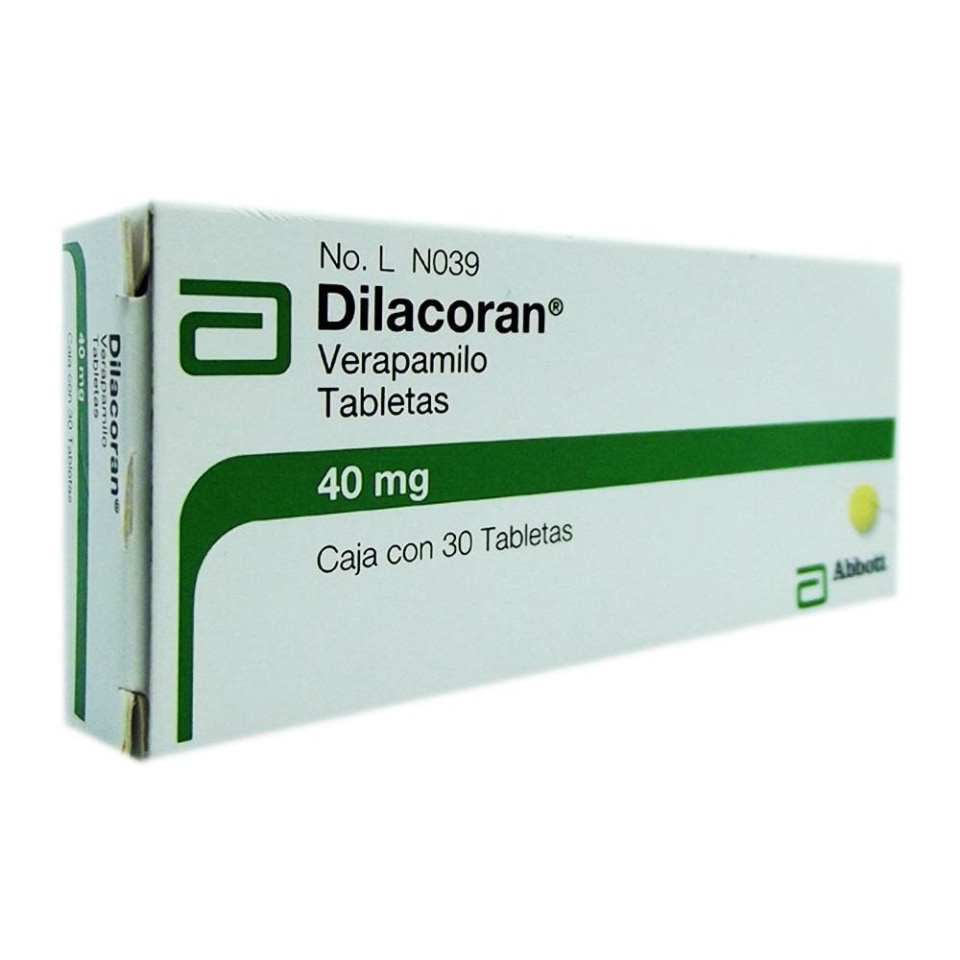 No. L N039
Dilacoran®
Verapamilo
Tabletas
40 mg
Caja con 30 Tabletas
Abbott
Dilacoran®
Verapamilo
Tabletas
40 mg
Caja con 30 Tabletas